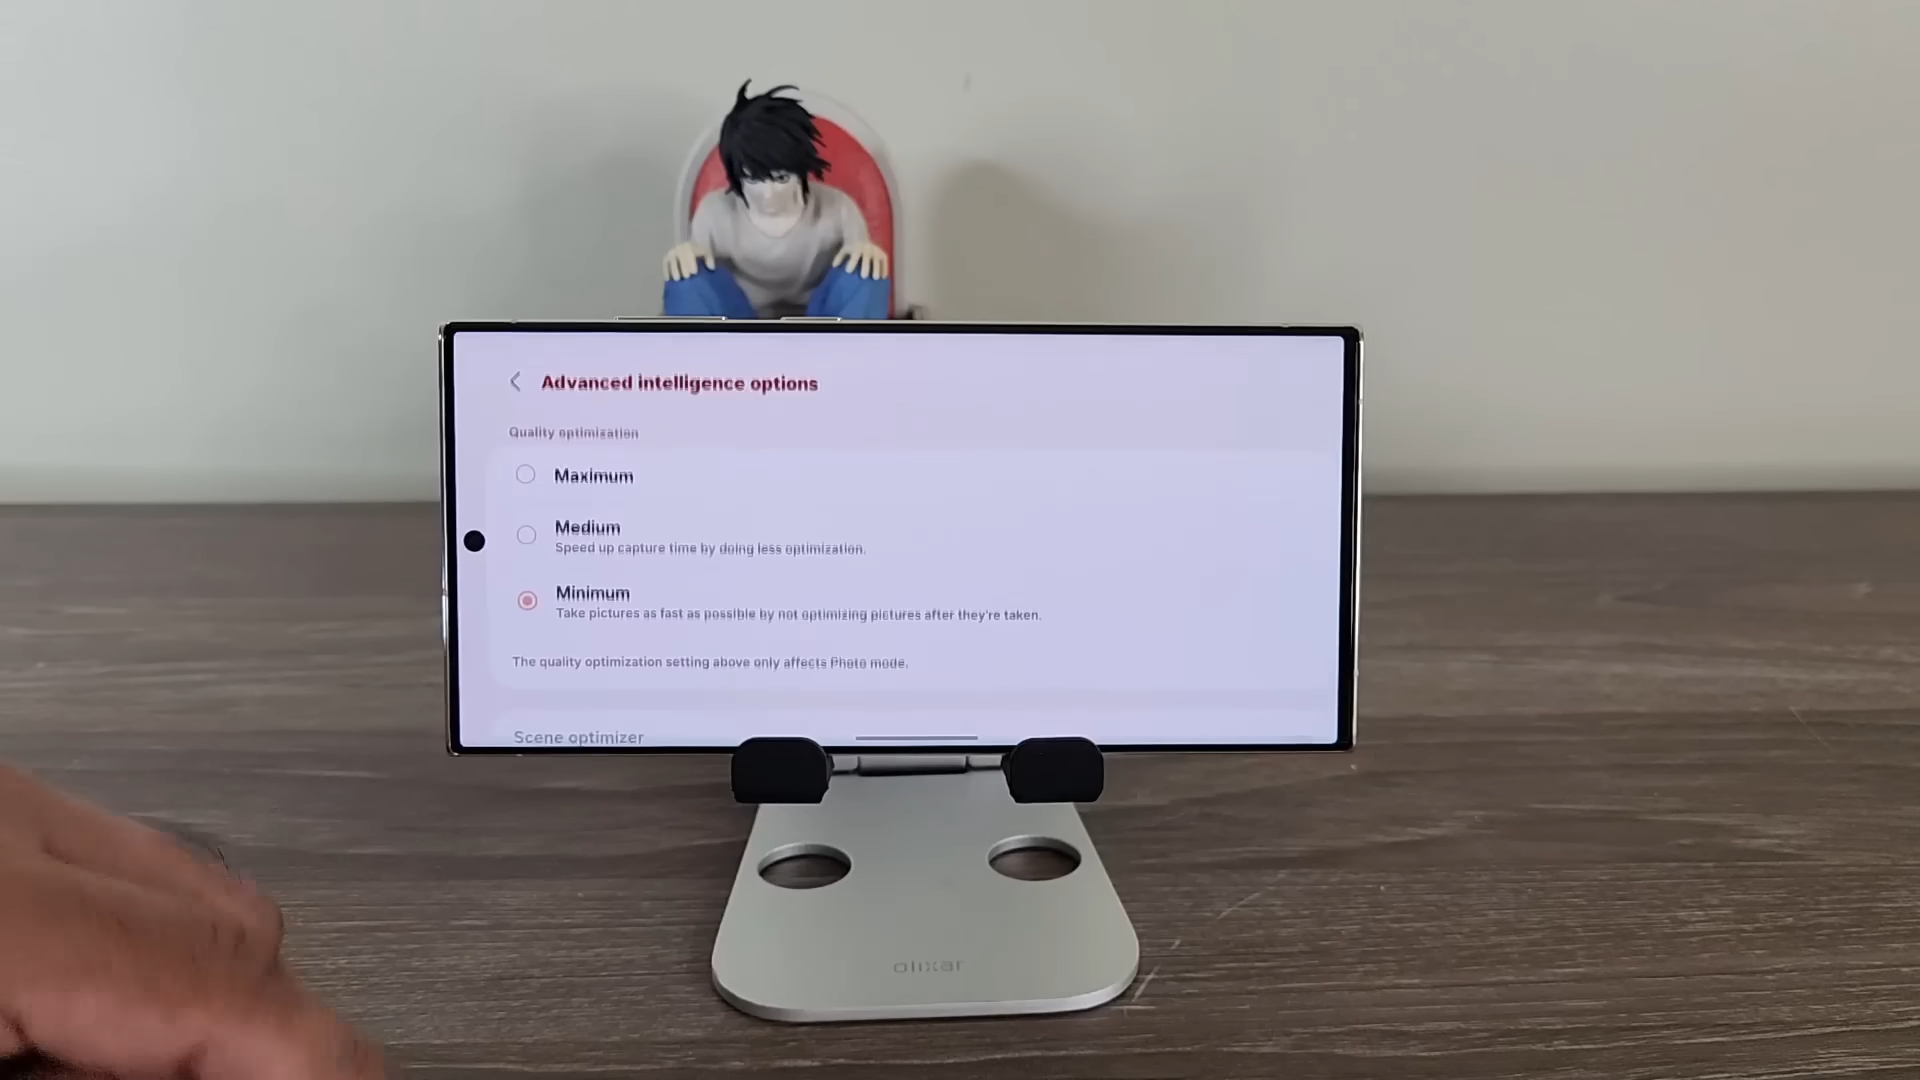 Advanced intelligence options
Quality optimization
Maximum
Medium
Speed up capture time by doing less optimization.
Minimum
Take pictures as fast as possible by not optimizing pictures after they're taken.
The quality optimization setting above only affects Photo mode.
Scene optimizer
olixar